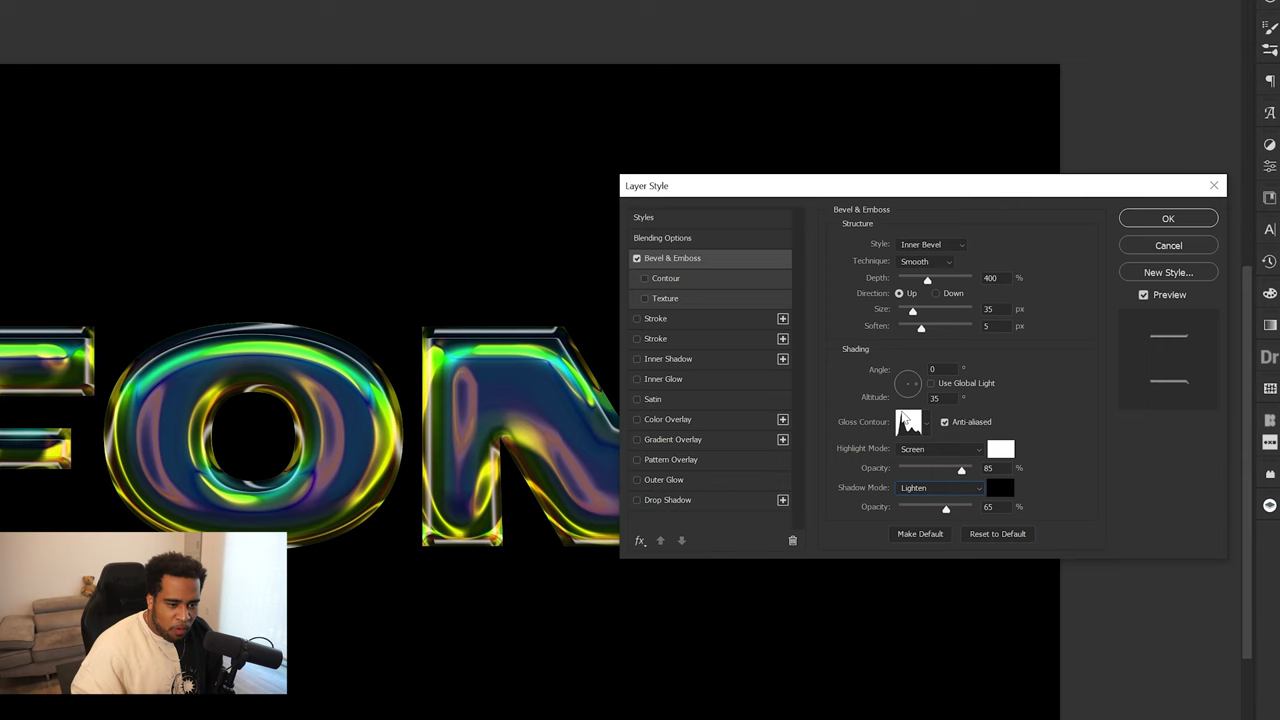 Layer Style
Styles
Blending Options
Bevel & Emboss
Contour
Texture
Stroke
Stroke
Inner Shadow
Inner Glow
Satin
Color Overlay
Gradient Overlay
Pattern Overlay
Outer Glow
Drop Shadow
fx
Bevel & Emboss
Structure
Style: Inner Bevel
Technique: Smooth
Depth: 400 %
Direction: Up Down
Size: 35 px
Soften: 5 px
Shading
Angle: 0 °
Use Global Light
Altitude: 35 °
Gloss Contour: Anti-aliased
Highlight Mode: Screen
Opacity: 85 %
Shadow Mode: Lighten
Opacity: 65 %
Make Default Reset to Default
OK
Cancel
New Style...
Preview
A
A
Dr
EON